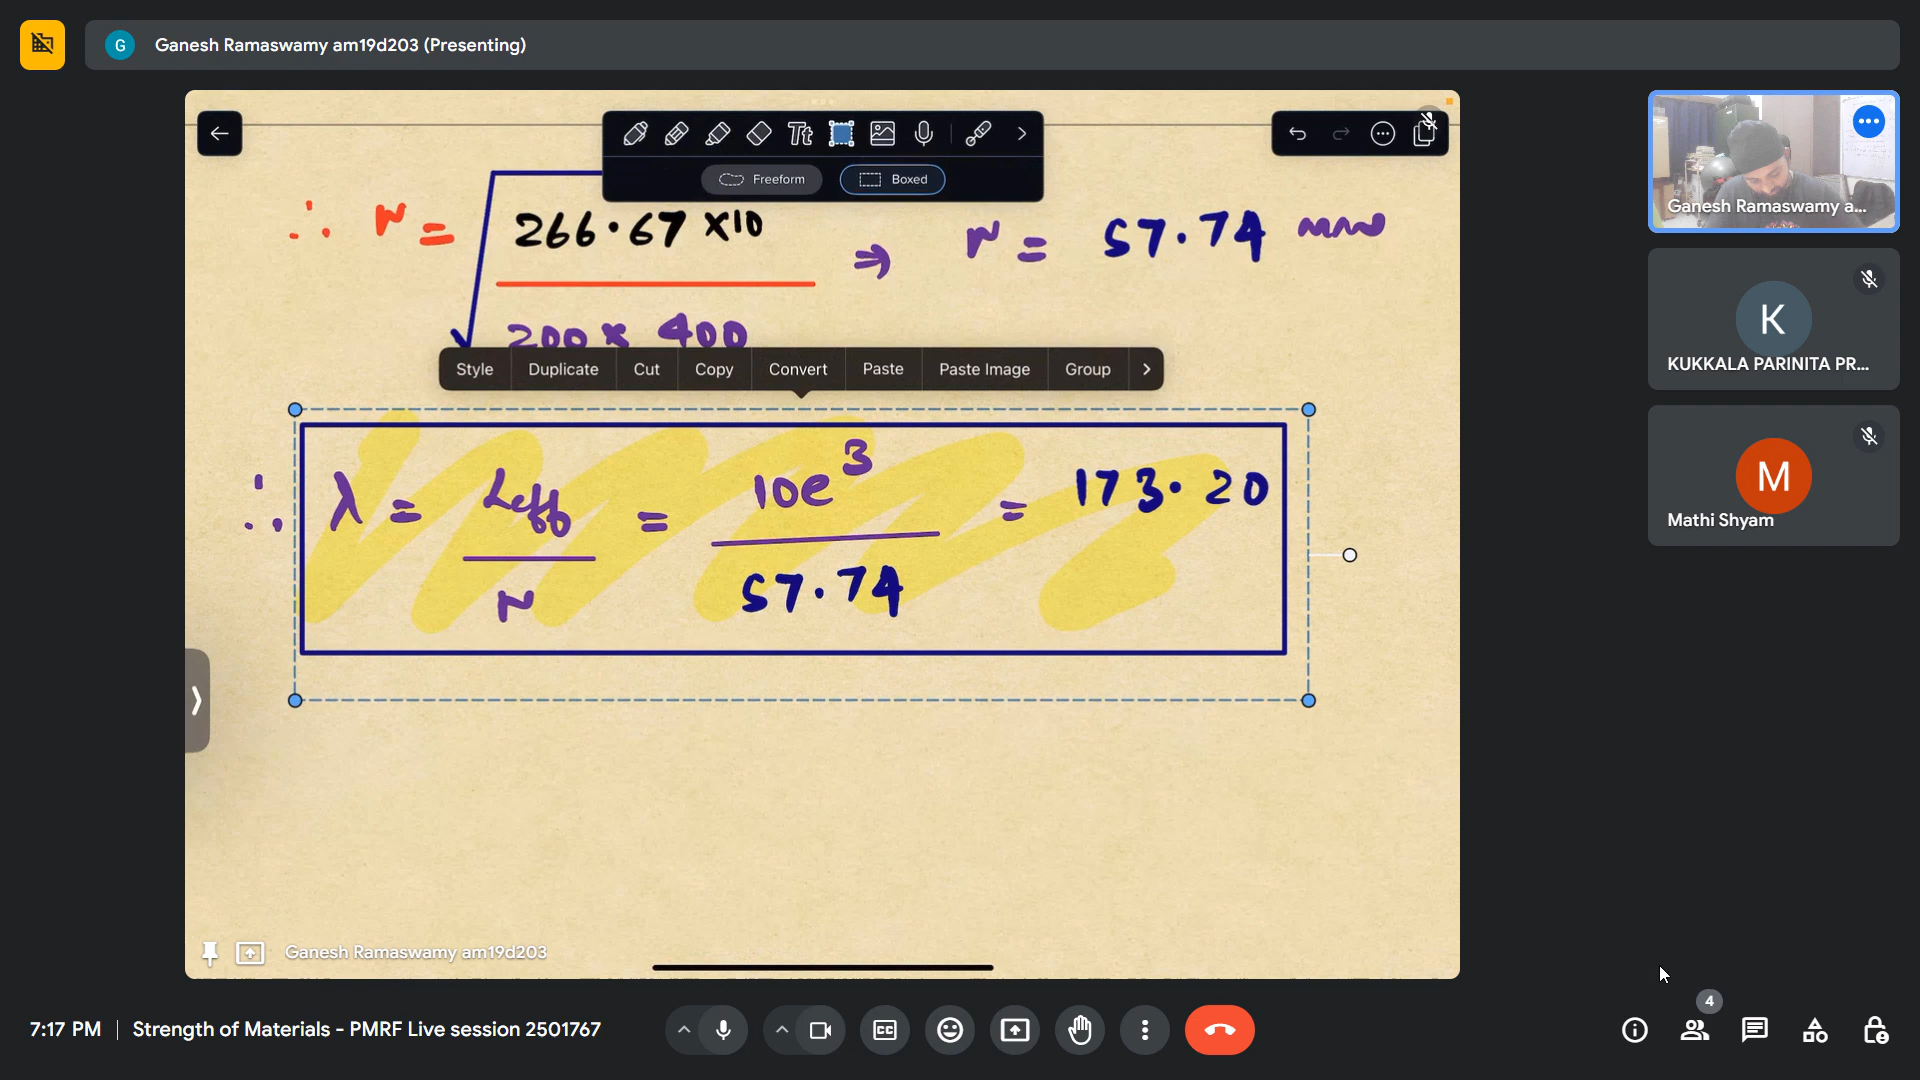 G Ganesh Ramaswamy am19d203 (Presenting)
Tt
Freeform Boxed
∴ r = √ 266.67 x10 / 200 x 400 ⇒ r = 57.74 mm
Style Duplicate Cut Copy Convert Paste Paste Image Group
∴ λ = Leff / r = 10e³ / 57.74 = 173.20
Ganesh Ramaswamy am19d203
Ganesh Ramaswamy a...
K
KUKKALA PARINITA PR...
M
Mathi Shyam
7:17 PM | Strength of Materials - PMRF Live session 2501767
CC
4